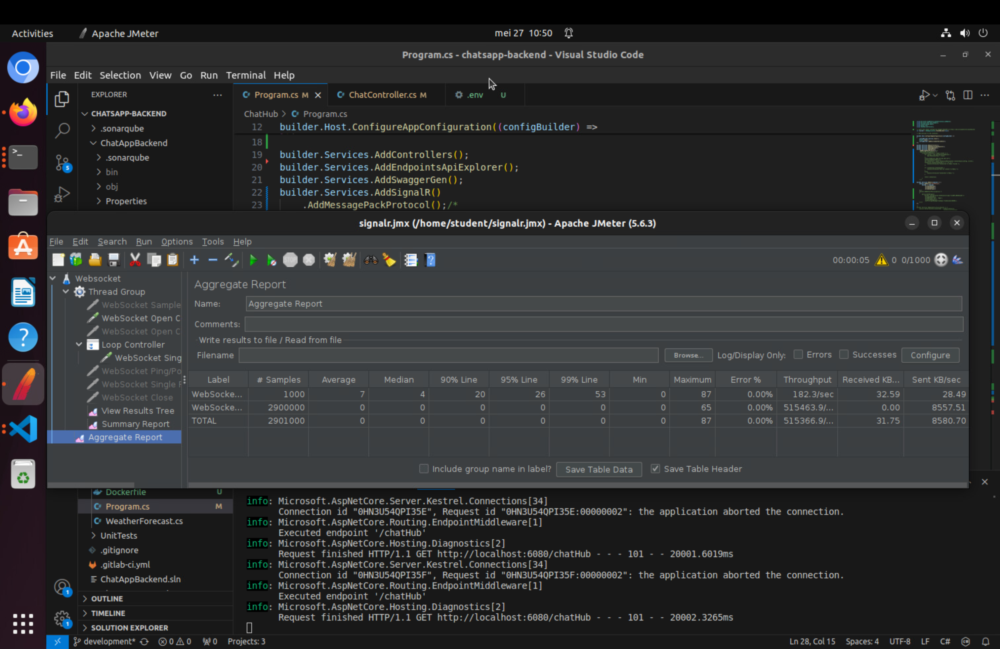 Activities
Apache JMeter
mei 27 10:50
Program.cs - chatsapp-backend - Visual Studio Code
File Edit Selection View Go Run Terminal Help
EXPLORER
Program.cs M
ChatController.cs M
.env U
CHATSAPP-BACKEND
.sonarqube
ChatAppBackend
.sonarqube
bin
obj
Properties
5
ChatHub > Program.cs
12 builder.Host.ConfigureAppConfiguration((configBuilder) =>
18
19 builder.Services.AddControllers();
20 builder.Services.AddEndpointsApiExplorer();
21 builder.Services.AddSwaggerGen();
22 builder.Services.AddSignalR()
23 .AddMessagePackProtocol();/*
signalr.jmx (/home/student/signalr.jmx) - Apache JMeter (5.6.3)
File Edit Search Run Options Tools Help
00:00:05 0 0/1000
Websocket
Thread Group
WebSocket Sample
WebSocket Open C
WebSocket Open C
Loop Controller
WebSocket Sing
WebSocket Ping/Po
WebSocket Single F
WebSocket Close
View Results Tree
Summary Report
Aggregate Report
Aggregate Report
Name: Aggregate Report
Comments:
Write results to file / Read from file
Filename Browse... Log/Display Only: Errors Successes Configure
Label # Samples Average Median 90% Line 95% Line 99% Line Min Maximum Error % Throughput Received KB... Sent KB/sec
WebSocke... 1000 7 4 20 26 53 0 87 0.00% 182.3/sec 32.59 28.49
WebSocke... 2900000 0 0 0 0 0 0 65 0.00% 515463.9/... 0.00 8557.51
TOTAL 2901000 0 0 0 0 0 0 87 0.00% 515366.9/... 31.75 8580.70
Include group name in label? Save Table Data Save Table Header
Dockerfile U
Program.cs M
WeatherForecast.cs
UnitTests
.gitignore
.gitlab-ci.yml
ChatAppBackend.sln
OUTLINE
TIMELINE
SOLUTION EXPLORER
1
1
info: Microsoft.AspNetCore.Server.Kestrel.Connections[34]
Connection id "0HN3U54QPI35E", Request id "0HN3U54QPI35E:00000002": the application aborted the connection.
info: Microsoft.AspNetCore.Routing.EndpointMiddleware[1]
Executed endpoint '/chatHub'
info: Microsoft.AspNetCore.Hosting.Diagnostics[2]
Request finished HTTP/1.1 GET http://localhost:6080/chatHub - - - 101 - - 20001.6019ms
info: Microsoft.AspNetCore.Server.Kestrel.Connections[34]
Connection id "0HN3U54QPI35F", Request id "0HN3U54QPI35F:00000002": the application aborted the connection.
info: Microsoft.AspNetCore.Routing.EndpointMiddleware[1]
Executed endpoint '/chatHub'
info: Microsoft.AspNetCore.Hosting.Diagnostics[2]
Request finished HTTP/1.1 GET http://localhost:6080/chatHub - - - 101 - - 20002.3265ms
development* 0 0 0 Projects: 3 Ln 28, Col 15 Spaces: 4 UTF-8 LF C#